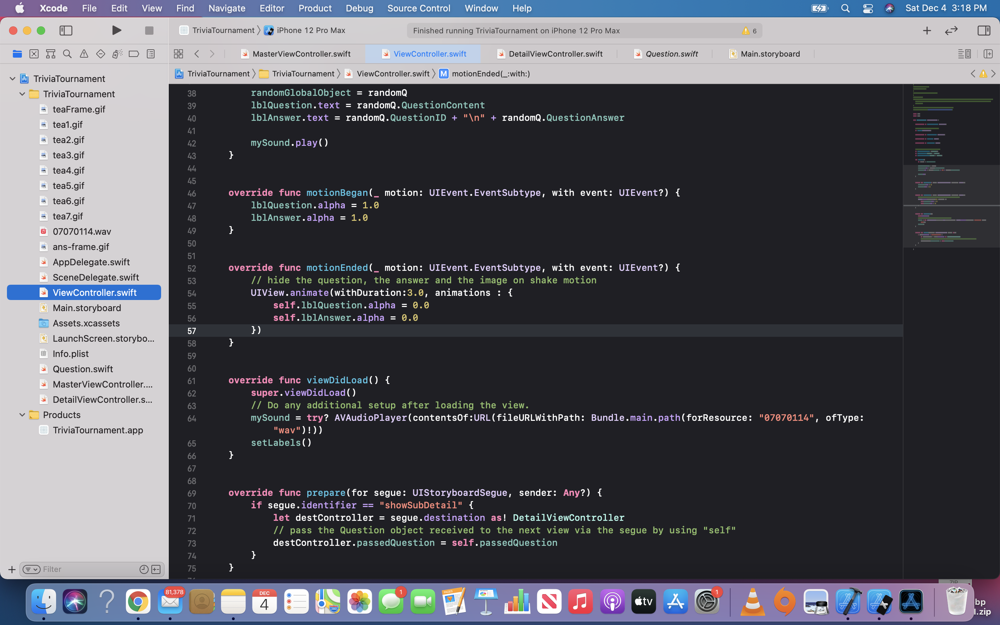 Xcode File Edit View Find Navigate Editor Product Debug Source Control Window Help Sat Dec 4 3:18 PM
TriviaTournament iPhone 12 Pro Max Finished running TriviaTournament on iPhone 12 Pro Max 6
MasterViewController.swift ViewController.swift DetailViewController.swift Question.swift Main.storyboard
TriviaTournament TriviaTournament ViewController.swift M motionEnded(_:with:)
TriviaTournament
TriviaTournament
teaFrame.gif
tea1.gif
tea2.gif
tea3.gif
tea4.gif
tea5.gif
tea6.gif
tea7.gif
07070114.wav
ans-frame.gif
AppDelegate.swift
SceneDelegate.swift
ViewController.swift
Main.storyboard
Assets.xcassets
LaunchScreen.storybo...
Info.plist
Question.swift
MasterViewController....
DetailViewController.s...
Products
TriviaTournament.app
Filter
38 randomGlobalObject = randomQ
39 lblQuestion.text = randomQ.QuestionContent
40 lblAnswer.text = randomQ.QuestionID + "\n" + randomQ.QuestionAnswer
41
42 mySound.play()
43 }
44
45
46 override func motionBegan(_ motion: UIEvent.EventSubtype, with event: UIEvent?) {
47 lblQuestion.alpha = 1.0
48 lblAnswer.alpha = 1.0
49 }
50
51
52 override func motionEnded(_ motion: UIEvent.EventSubtype, with event: UIEvent?) {
53 // hide the question, the answer and the image on shake motion
54 UIView.animate(withDuration:3.0, animations : {
55 self.lblQuestion.alpha = 0.0
56 self.lblAnswer.alpha = 0.0
57 })
58 }
59
60
61 override func viewDidLoad() {
62 super.viewDidLoad()
63 // Do any additional setup after loading the view.
64 mySound = try? AVAudioPlayer(contentsOf:URL(fileURLWithPath: Bundle.main.path(forResource: "07070114", ofType:
"wav")!))
65 setLabels()
66 }
67
68
69 override func prepare(for segue: UIStoryboardSegue, sender: Any?) {
70 if segue.identifier == "showSubDetail" {
71 let destController = segue.destination as! DetailViewController
72 // pass the Question object received to the next view via the segue by using "self"
73 destController.passedQuestion = self.passedQuestion
74 }
75 }
81,378
DEC
4
280
1
PAGES
tv
1
ZIP
bp
1.zip